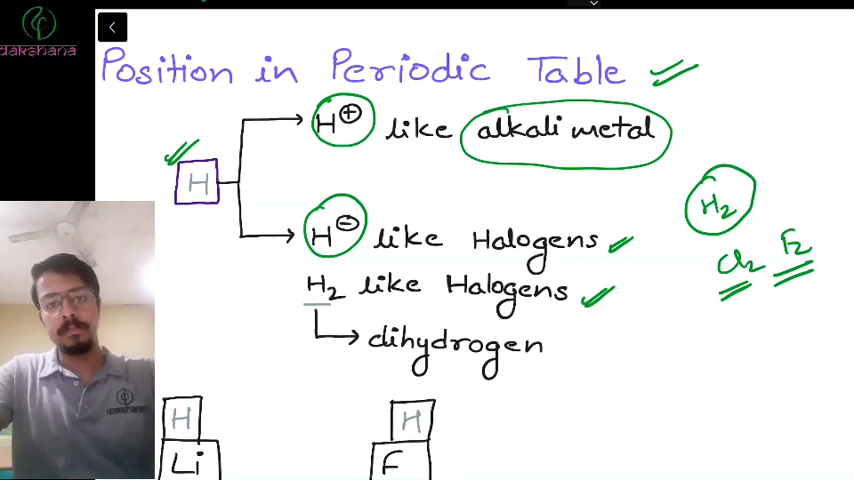 dakshana
Position in Periodic Table
H⊕ like alkali metal
H
H⊖ like Halogens
H₂
Cl₂ F₂
H₂ like Halogens
dihydrogen
H H
Li F